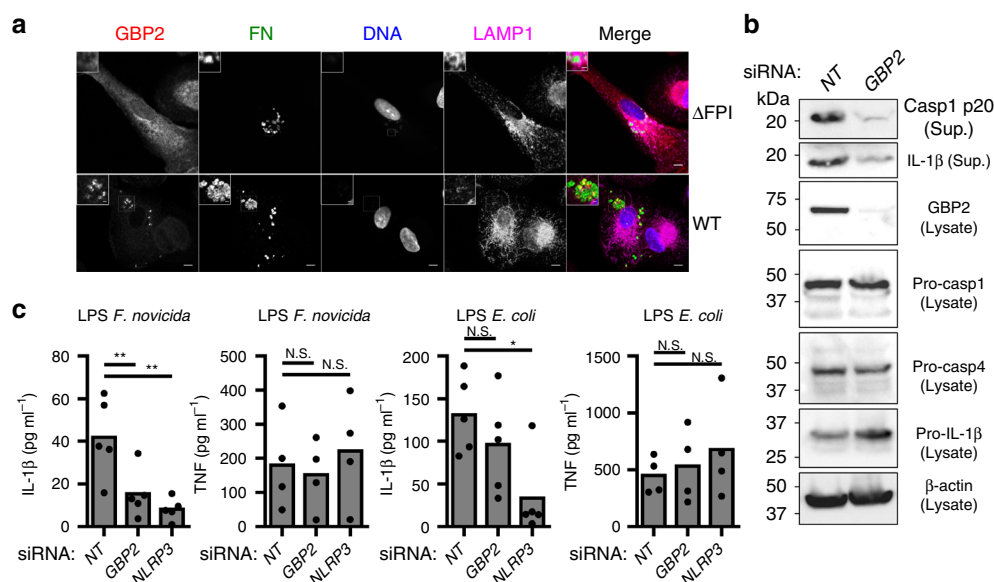 a
GBP2 FN DNA LAMP1 Merge
ΔFPI
WT
b
siRNA: NT GBP2
kDa
20 Casp1 p20 (Sup.)
20 IL-1β (Sup.)
75
50
GBP2 (Lysate)
50
37
Pro-casp1 (Lysate)
50
37
Pro-casp4 (Lysate)
37
25
Pro-IL-1β (Lysate)
50
37
β-actin (Lysate)
c
LPS F. novicida
IL-1β (pg ml⁻¹)
80
60
40
20
0
** **
siRNA: NT GBP2 NLRP3
LPS F. novicida
TNF (pg ml⁻¹)
500
400
300
200
100
0
N.S. N.S.
siRNA: NT GBP2 NLRP3
LPS E. coli
IL-1β (pg ml⁻¹)
200
150
100
50
0
N.S. *
siRNA: NT GBP2 NLRP3
LPS E. coli
TNF (pg ml⁻¹)
1500
1000
500
0
N.S. N.S.
siRNA: NT GBP2 NLRP3